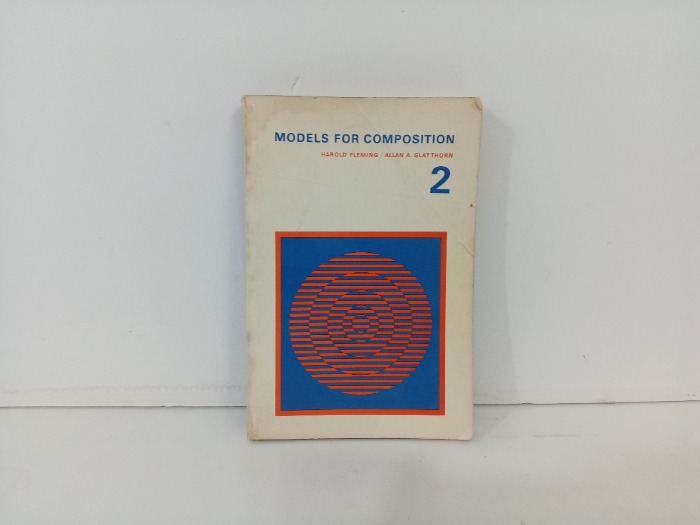 MODELS FOR COMPOSITION
HAROLD FLEMING / ALLAN A. GLATTHORN
2